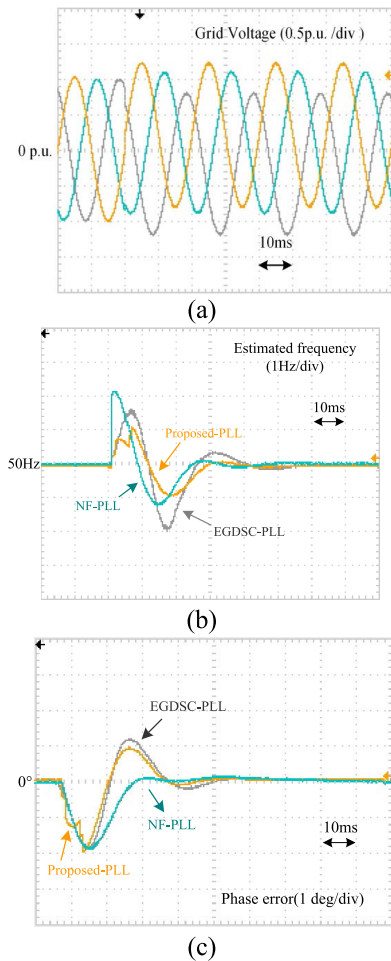 Grid Voltage (0.5p.u. /div)
0 p.u.
10ms
(a)
Estimated frequency
(1Hz/div)
10ms
Proposed-PLL
50Hz
NF-PLL
EGDSC-PLL
(b)
EGDSC-PLL
0°
NF-PLL
10ms
Proposed-PLL
Phase error(1 deg/div)
(c)